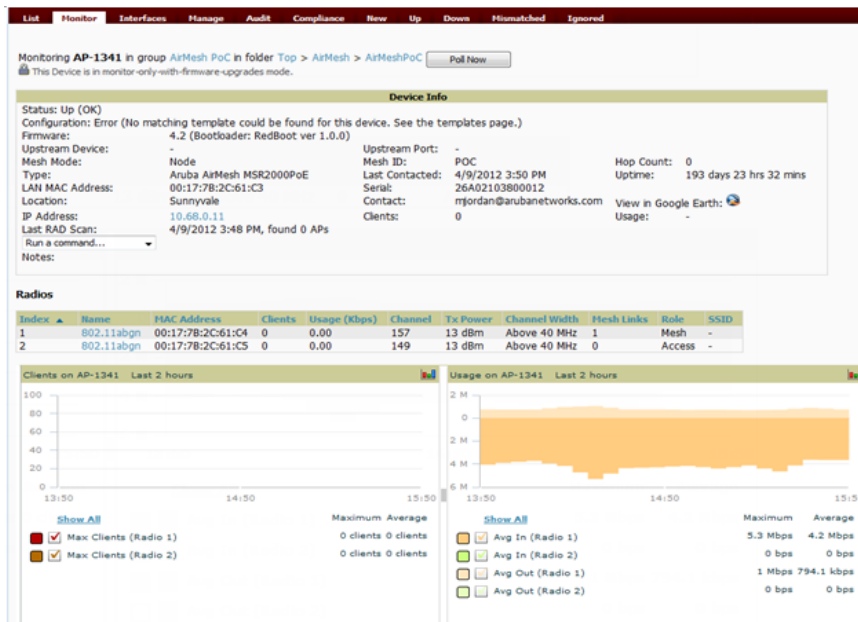 List Monitor Interfaces Manage Audit Compliance New Up Down Mismatched Ignored
Monitoring AP-1341 in group AirMesh PoC in folder Top > AirMesh > AirMeshPoC Poll Now
This Device is in monitor-only-with-firmware-upgrades mode.
Device Info
Status: Up (OK)
Configuration: Error (No matching template could be found for this device. See the templates page.)
Firmware: 4.2 (Bootloader: RedBoot ver 1.0.0)
Upstream Device: - Upstream Port: -
Mesh Mode: Node Mesh ID: POC Hop Count: 0
Type: Aruba AirMesh MSR2000PoE Last Contacted: 4/9/2012 3:50 PM Uptime: 193 days 23 hrs 32 mins
LAN MAC Address: 00:17:7B:2C:61:C3 Serial: 26A02103800012
Location: Sunnyvale Contact: mjordan@arubanetworks.com View in Google Earth:
IP Address: 10.68.0.11 Clients: 0 Usage: -
Last RAD Scan: 4/9/2012 3:48 PM, found 0 APs
Run a command...
Notes:
Radios
Index Name MAC Address Clients Usage (Kbps) Channel Tx Power Channel Width Mesh Links Role SSID
1 802.11abgn 00:17:7B:2C:61:C4 0 0.00 157 13 dBm Above 40 MHz 1 Mesh -
2 802.11abgn 00:17:7B:2C:61:C5 0 0.00 149 13 dBm Above 40 MHz 0 Access -
Clients on AP-1341 Last 2 hours
100
80
60
40
20
0
13:50 14:50 15:50
Show All Maximum Average
Max Clients (Radio 1) 0 clients 0 clients
Max Clients (Radio 2) 0 clients 0 clients
Usage on AP-1341 Last 2 hours
2 M
0
2 M
4 M
6 M
13:50 14:50 15:5
Show All Maximum Average
Avg In (Radio 1) 5.3 Mbps 4.2 Mbps
Avg In (Radio 2) 0 bps 0 bps
Avg Out (Radio 1) 1 Mbps 794.1 kbps
Avg Out (Radio 2) 0 bps 0 bps